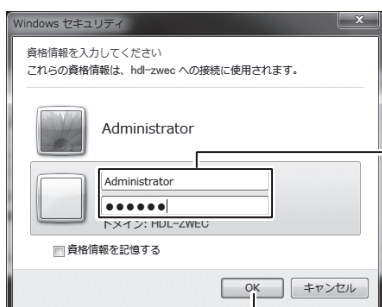 Windows セキュリティ
資格情報を入力してください
これらの資格情報は、hdl-zwec への接続に使用されます。
Administrator
Administrator
●●●●●●
ドメイン: HDL-ZWEC
資格情報を記憶する
OK
キャンセル